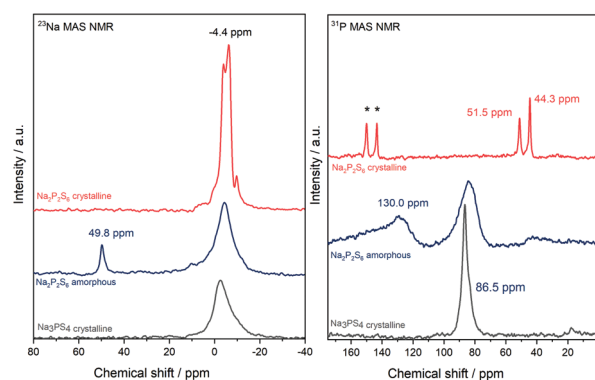 ²³Na MAS NMR
-4.4 ppm
Na₂P₂S₆ crystalline
49.8 ppm
Na₂P₂S₆ amorphous
Na₃PS₄ crystalline
Intensity / a.u.
80 60 40 20 0 -20 -40
Chemical shift / ppm
³¹P MAS NMR
* *
51.5 ppm
44.3 ppm
Na₂P₂S₆ crystalline
130.0 ppm
Na₂P₂S₆ amorphous
86.5 ppm
Na₃PS₄ crystalline
Intensity / a.u.
160 140 120 100 80 60 40 20 0
Chemical shift / ppm